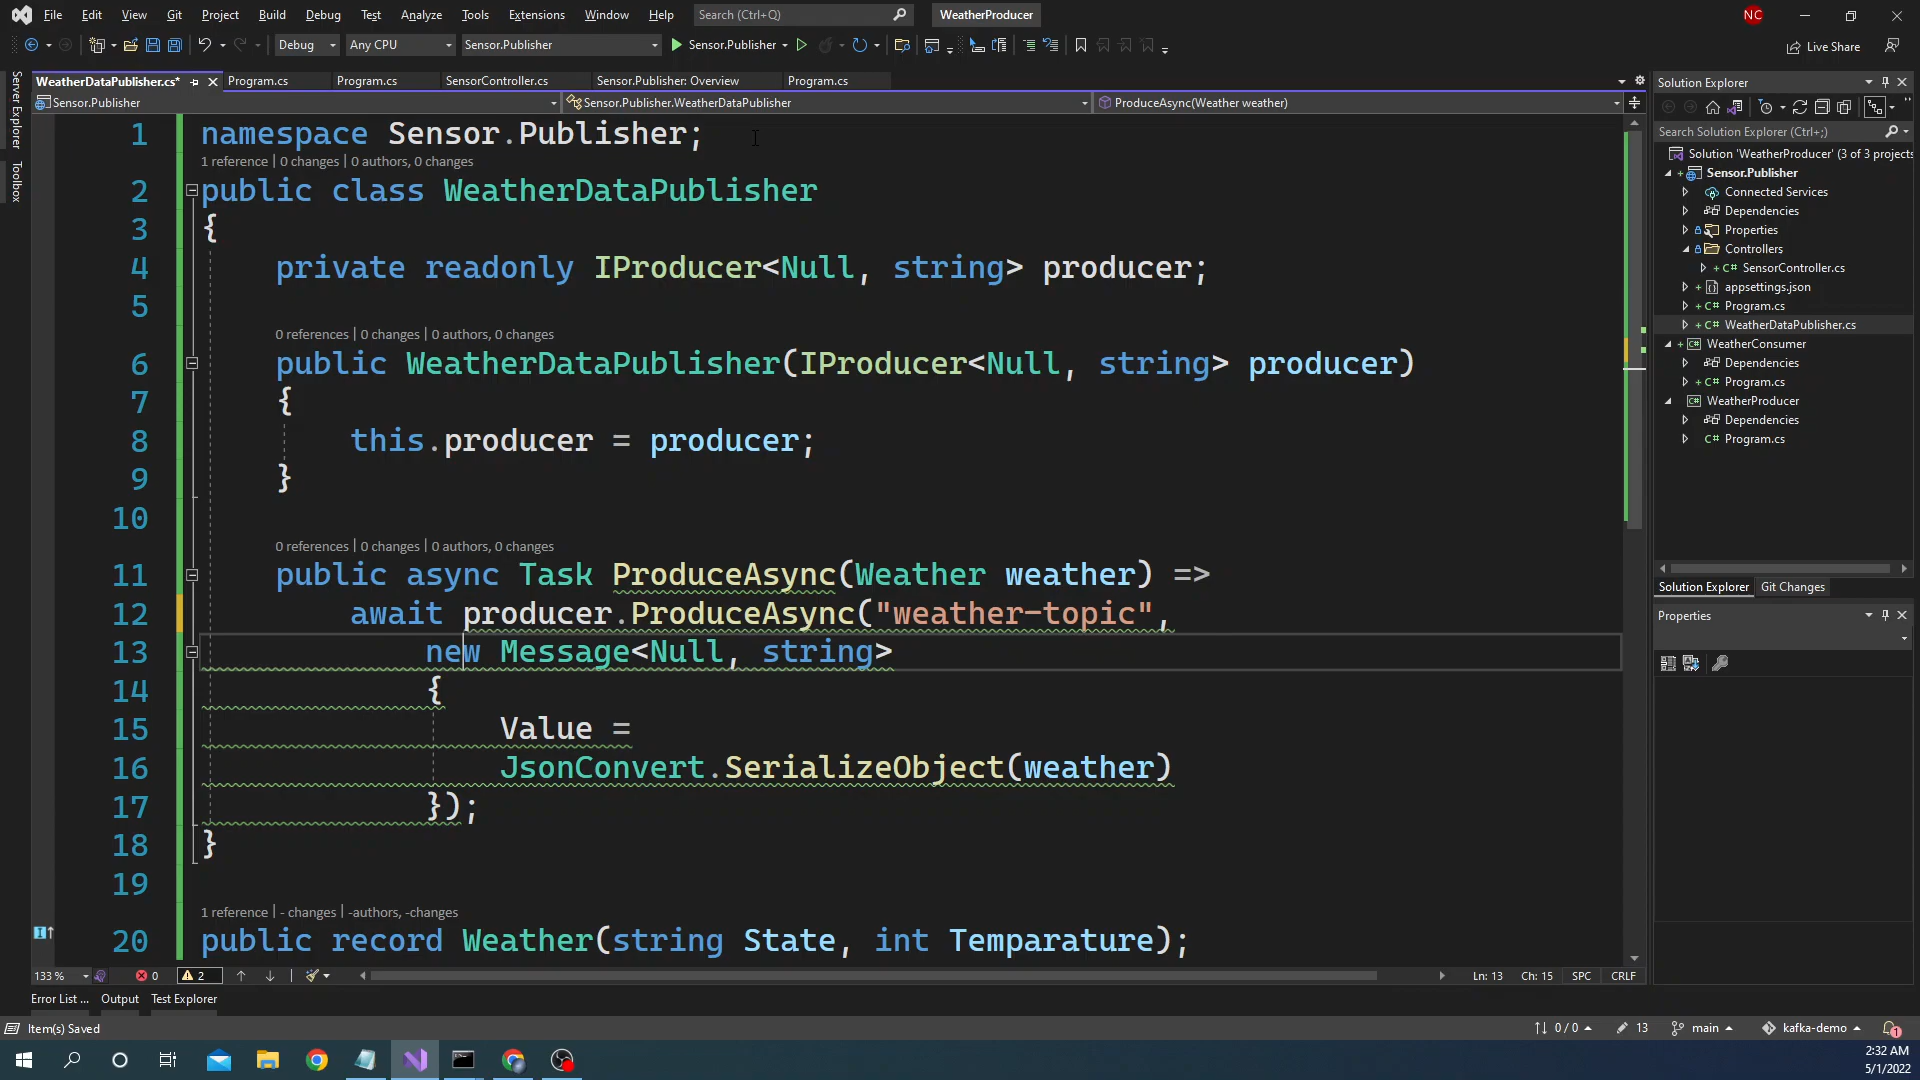 File Edit View Git Project Build Debug Test Analyze Tools Extensions Window Help Search (Ctrl+Q) WeatherProducer NC
Debug Any CPU Sensor.Publisher Sensor.Publisher Live Share
WeatherDataPublisher.cs* Program.cs Program.cs SensorController.cs Sensor.Publisher: Overview Program.cs
Sensor.Publisher Sensor.Publisher.WeatherDataPublisher ProduceAsync(Weather weather)
Server Explorer
Toolbox
1 namespace Sensor.Publisher;
1 reference | 0 changes | 0 authors, 0 changes
2 public class WeatherDataPublisher
3 {
4 private readonly IProducer<Null, string> producer;
5
0 references | 0 changes | 0 authors, 0 changes
6 public WeatherDataPublisher(IProducer<Null, string> producer)
7 {
8 this.producer = producer;
9 }
10
0 references | 0 changes | 0 authors, 0 changes
11 public async Task ProduceAsync(Weather weather) =>
12 await producer.ProduceAsync("weather-topic",
13 new Message<Null, string>
14 {
15 Value =
16 JsonConvert.SerializeObject(weather)
17 });
18 }
19
1 reference | - changes | -authors, -changes
20 public record Weather(string State, int Temparature);
133 % 0 2 Ln: 13 Ch: 15 SPC CRLF
Error List ... Output Test Explorer
Solution Explorer
Search Solution Explorer (Ctrl+;)
Solution 'WeatherProducer' (3 of 3 projects
Sensor.Publisher
Connected Services
Dependencies
Properties
Controllers
C# SensorController.cs
appsettings.json
C# Program.cs
C# WeatherDataPublisher.cs
WeatherConsumer
Dependencies
C# Program.cs
WeatherProducer
Dependencies
C# Program.cs
Solution Explorer Git Changes
Properties
Item(s) Saved 0 / 0 13 main kafka-demo 1
2:32 AM
5/1/2022